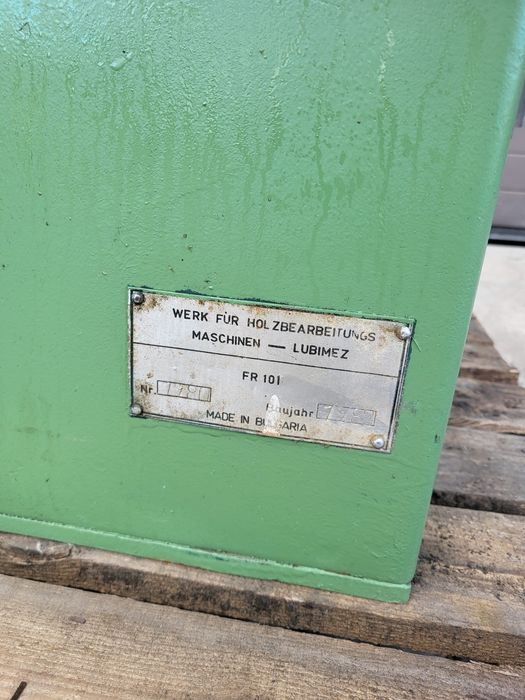 WERK FÜR HOLZBEARBEITUNGS
MASCHINEN — LUBIMEZ
FR 101
Nr.
Baujahr
MADE IN BULGARIA